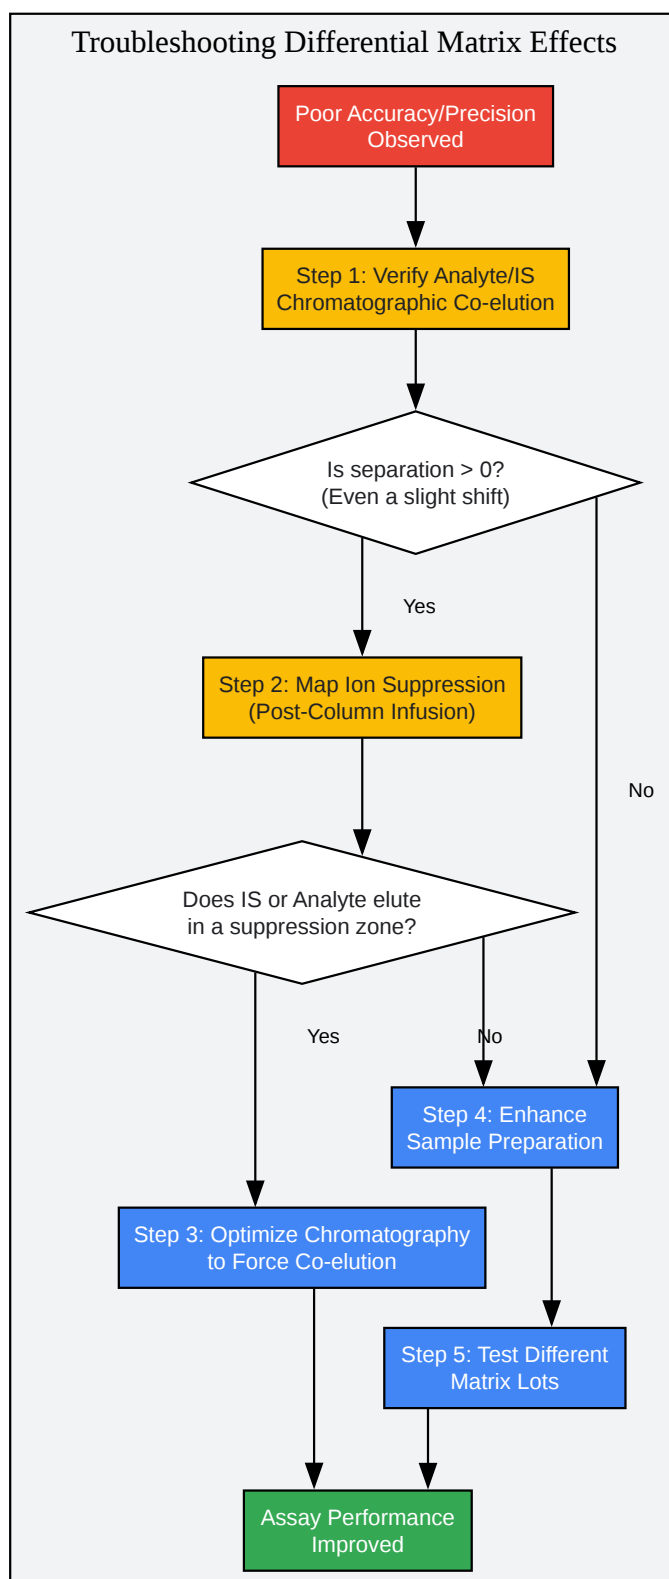 Troubleshooting Differential Matrix Effects
Poor Accuracy/Precision
Observed
Step 1: Verify Analyte/IS
Chromatographic Co-elution
Is separation > 0?
(Even a slight shift)
Yes
Step 2: Map Ion Suppression
(Post-Column Infusion)
No
Does IS or Analyte elute
in a suppression zone?
Yes
No
Step 4: Enhance
Sample Preparation
Step 3: Optimize Chromatography
to Force Co-elution
Step 5: Test Different
Matrix Lots
Assay Performance
Improved